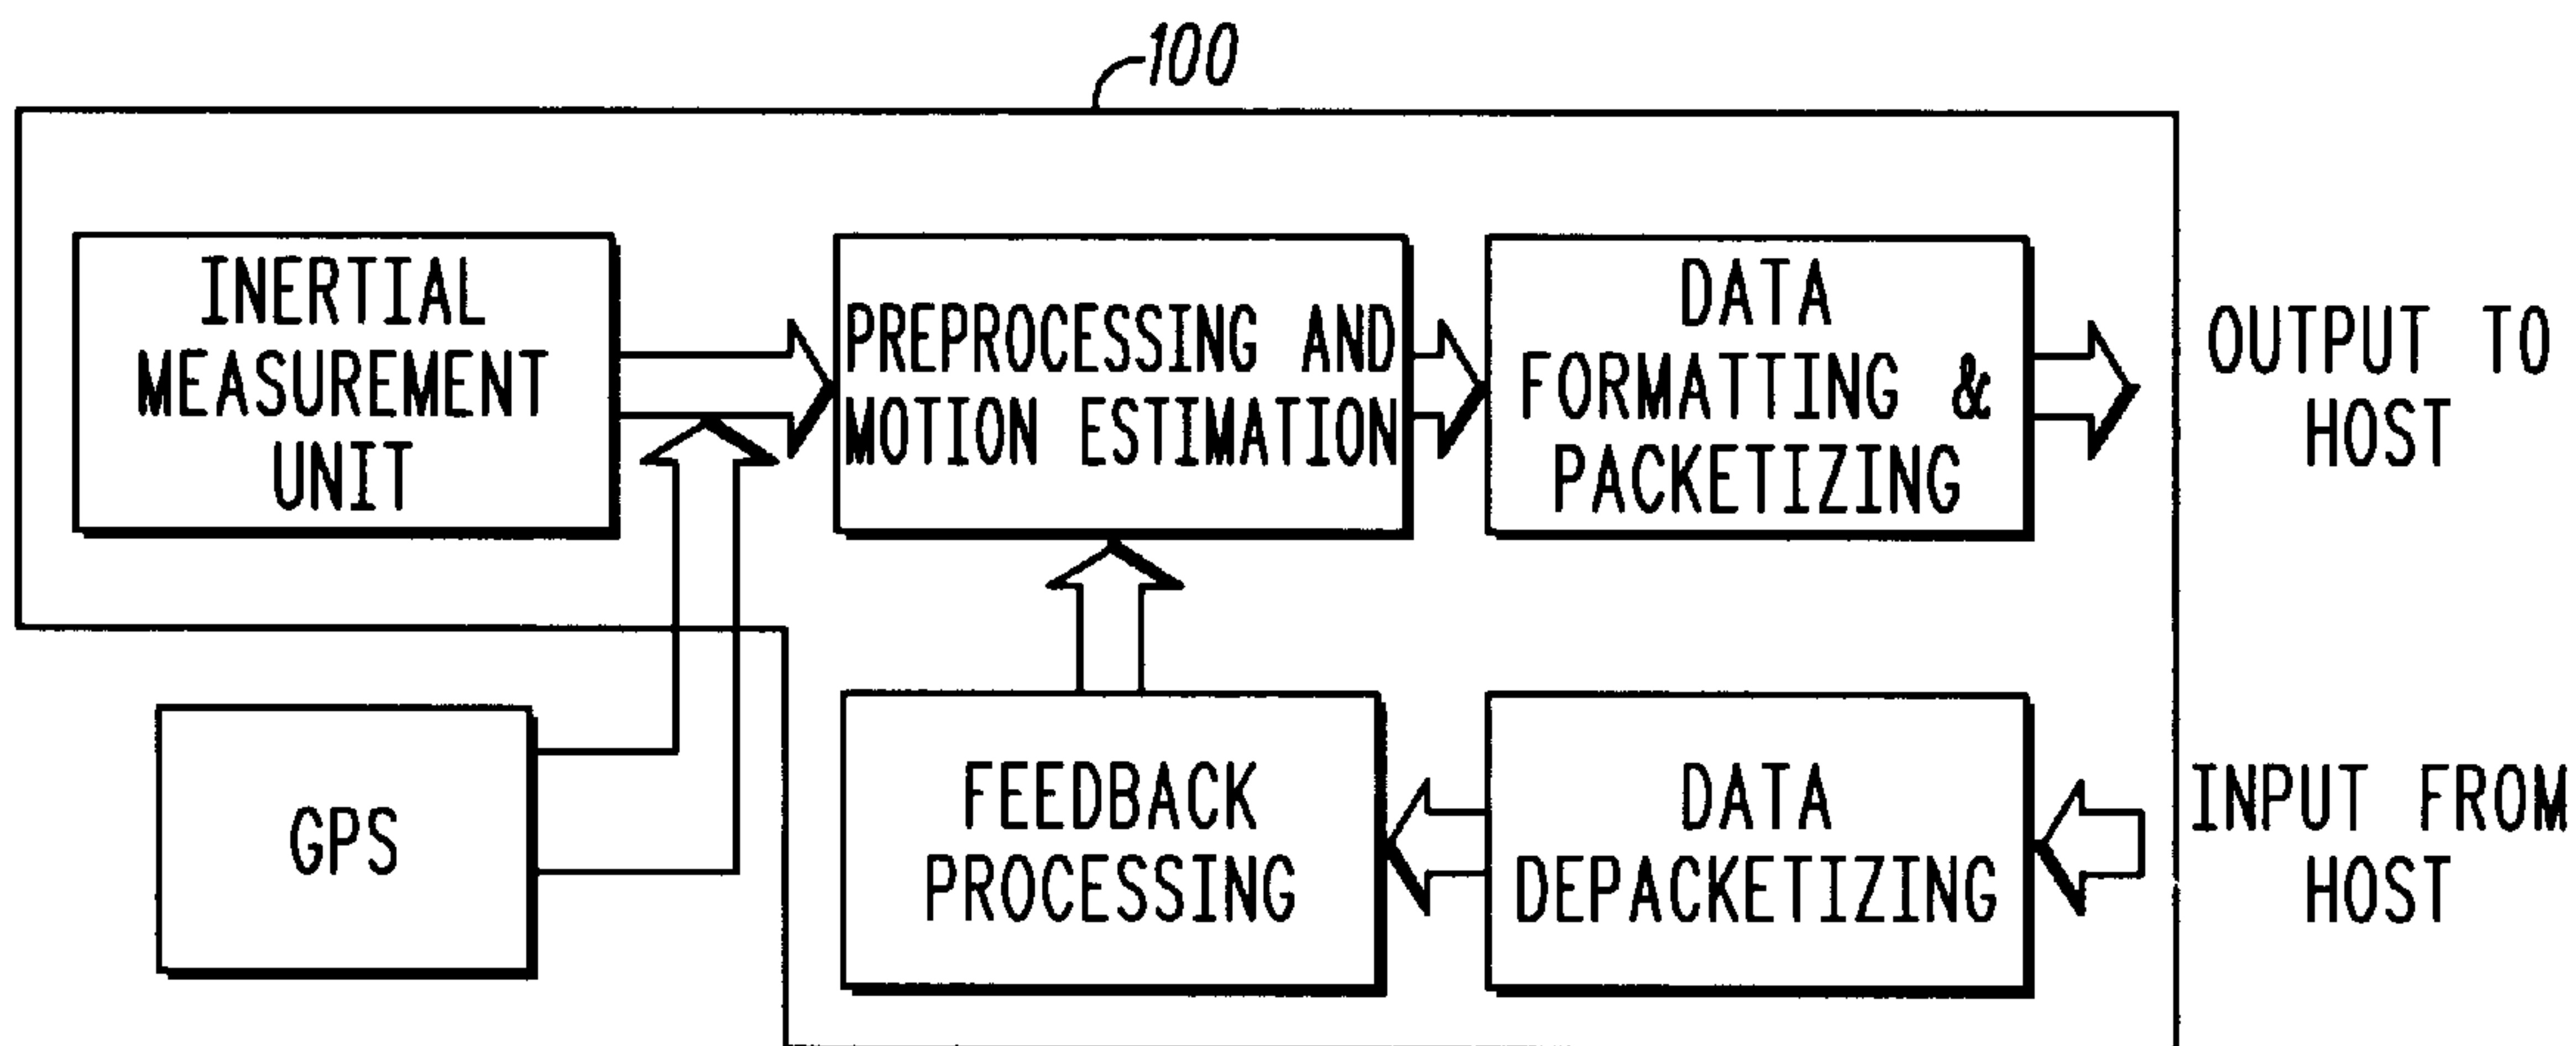 100
INERTIAL
MEASUREMENT
UNIT
PREPROCESSING AND
MOTION ESTIMATION
DATA
FORMATTING &
PACKETIZING
OUTPUT TO
HOST
GPS
FEEDBACK
PROCESSING
DATA
DEPACKETIZING
INPUT FROM
HOST